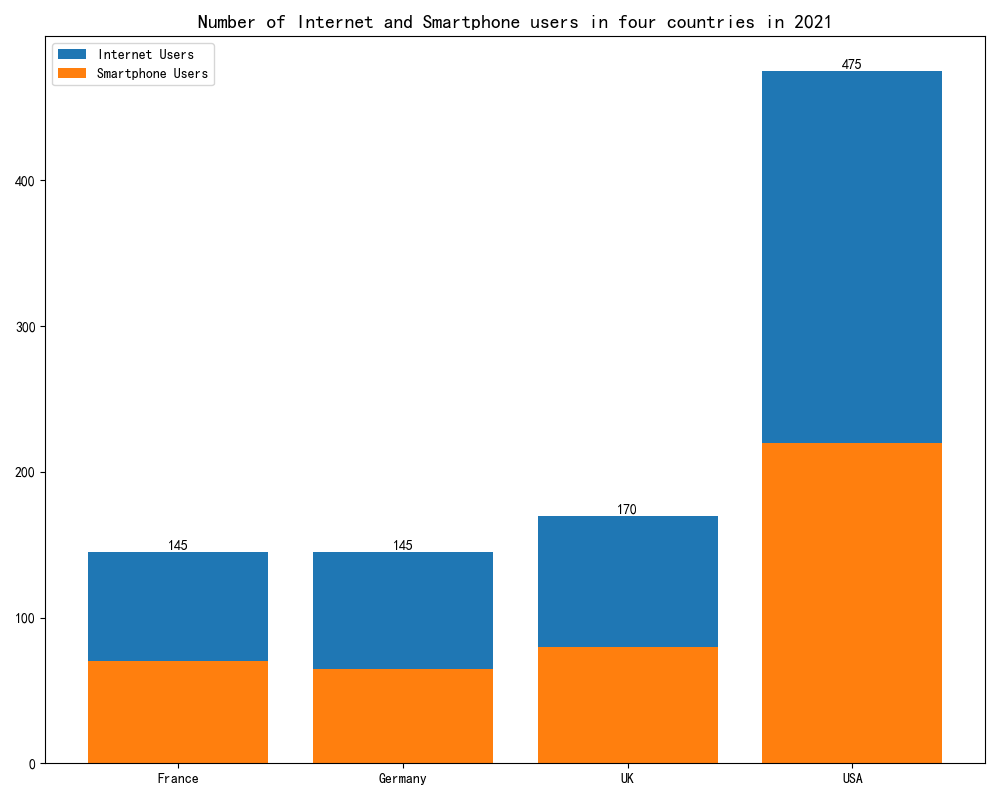 Number of Internet and Smartphone users in four countries in 2021
Internet Users
Smartphone Users
475
400
300
200
170
145
145
100
0
France
Germany
UK
USA